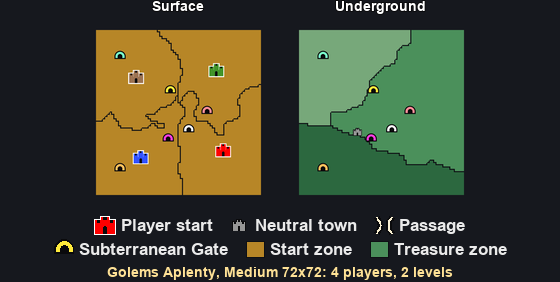 Surface
Underground
Player start
Neutral town
Passage
Subterranean Gate
Start zone
Treasure zone
Golems Aplenty, Medium 72x72: 4 players, 2 levels